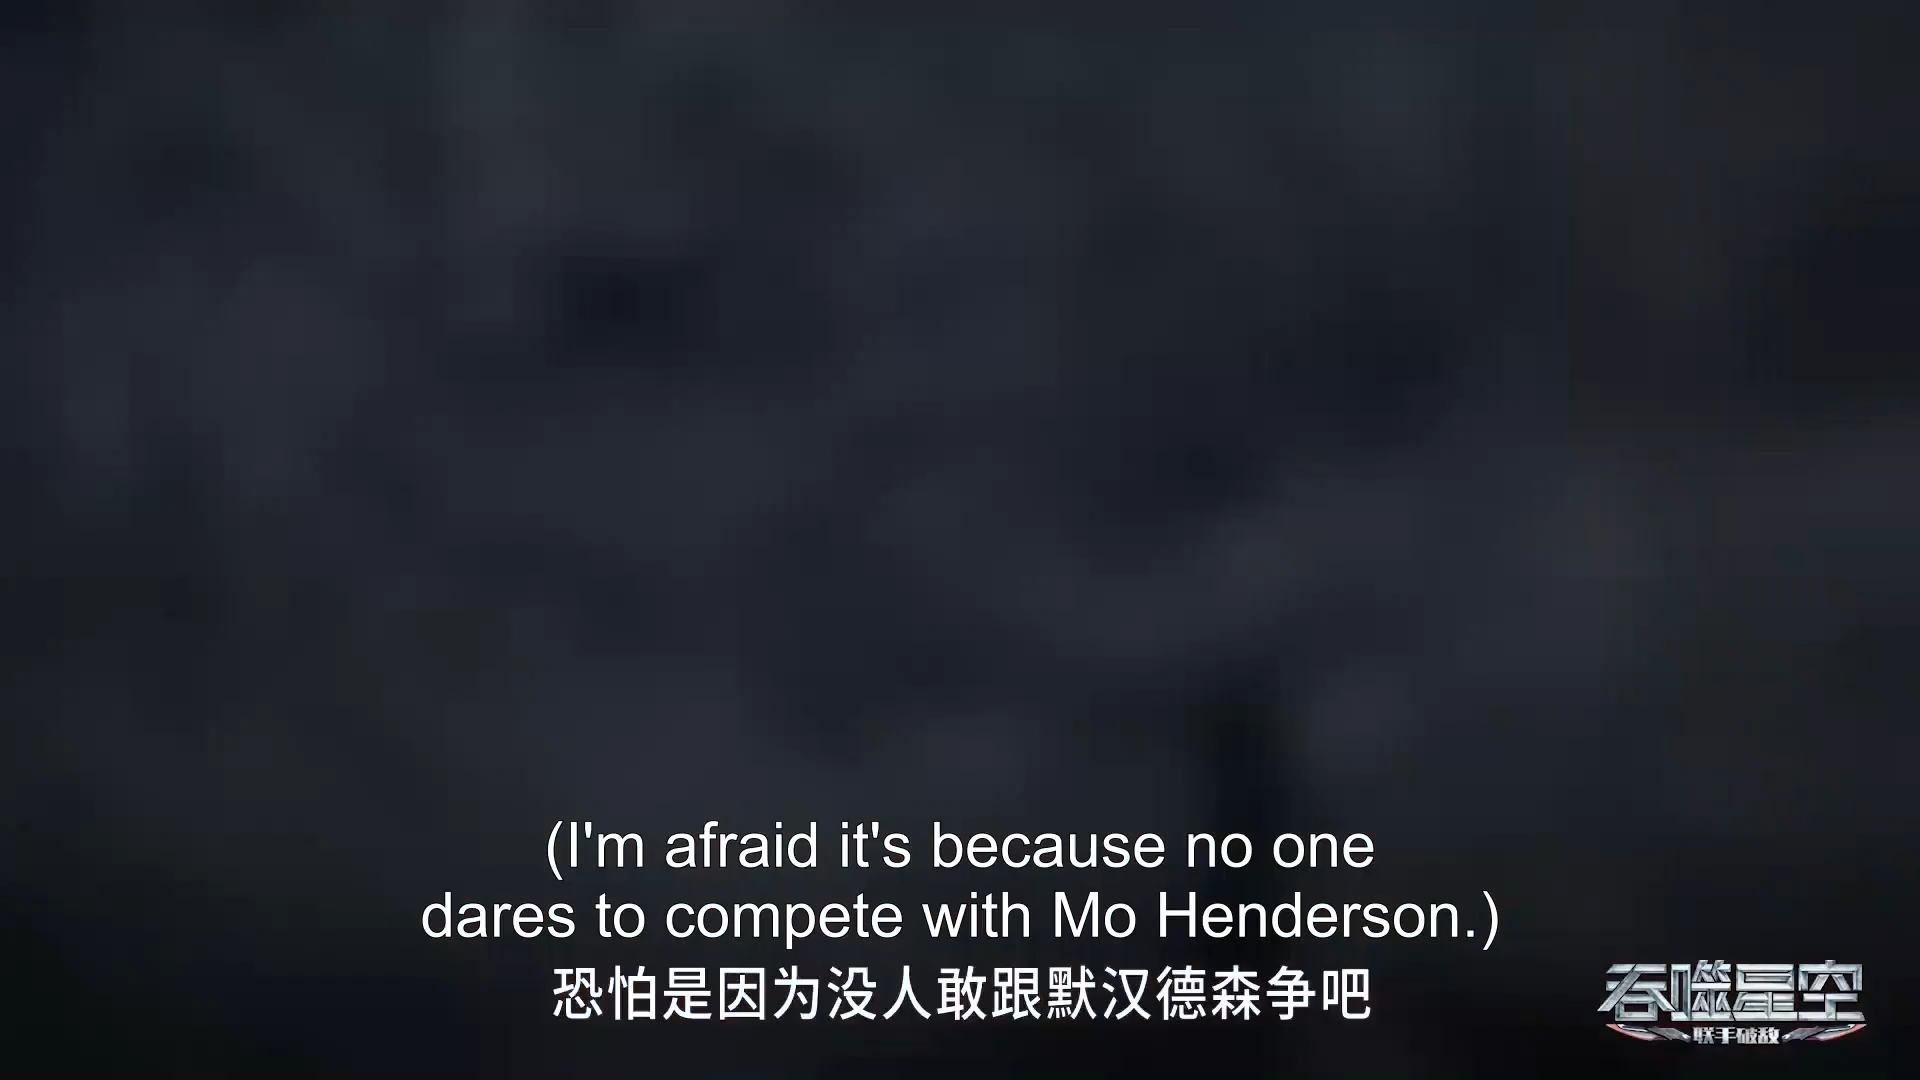 (I'm afraid it's because no one
dares to compete with Mo Henderson.)
恐怕是因为没人敢跟默汉德森争吧
吞噬星空
联手破敌